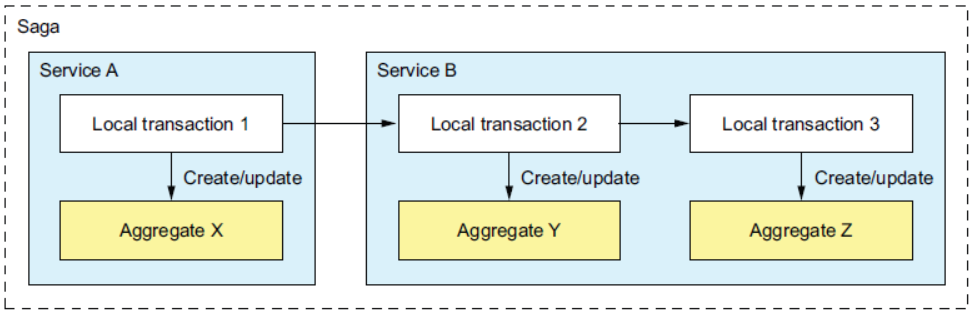 Saga
Service A
Service B
Local transaction 1
Local transaction 2
Local transaction 3
Create/update
Create/update
Create/update
Aggregate X
Aggregate Y
Aggregate Z